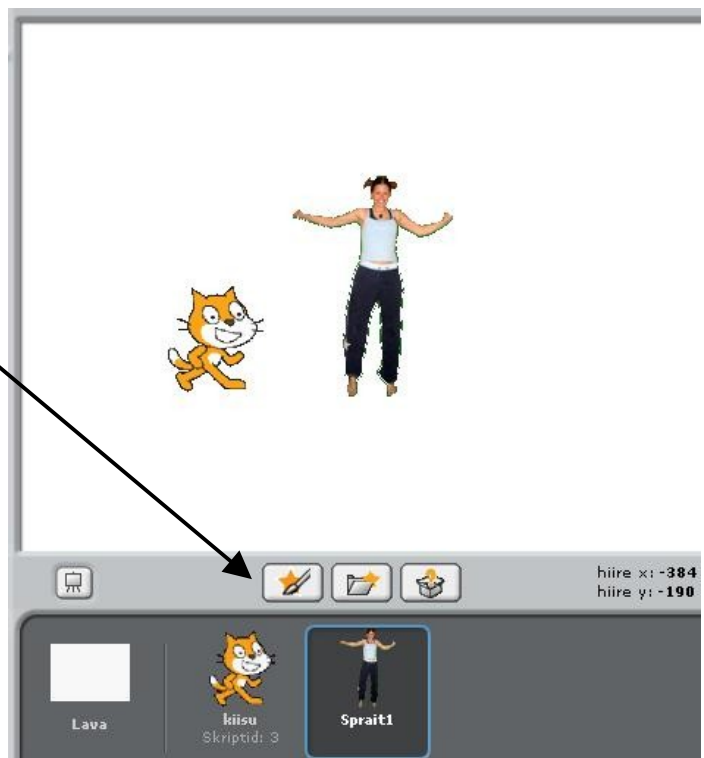 hiire x: -384
hiire y: -190
Lava
kiisu
Skriptid: 3
Sprait1